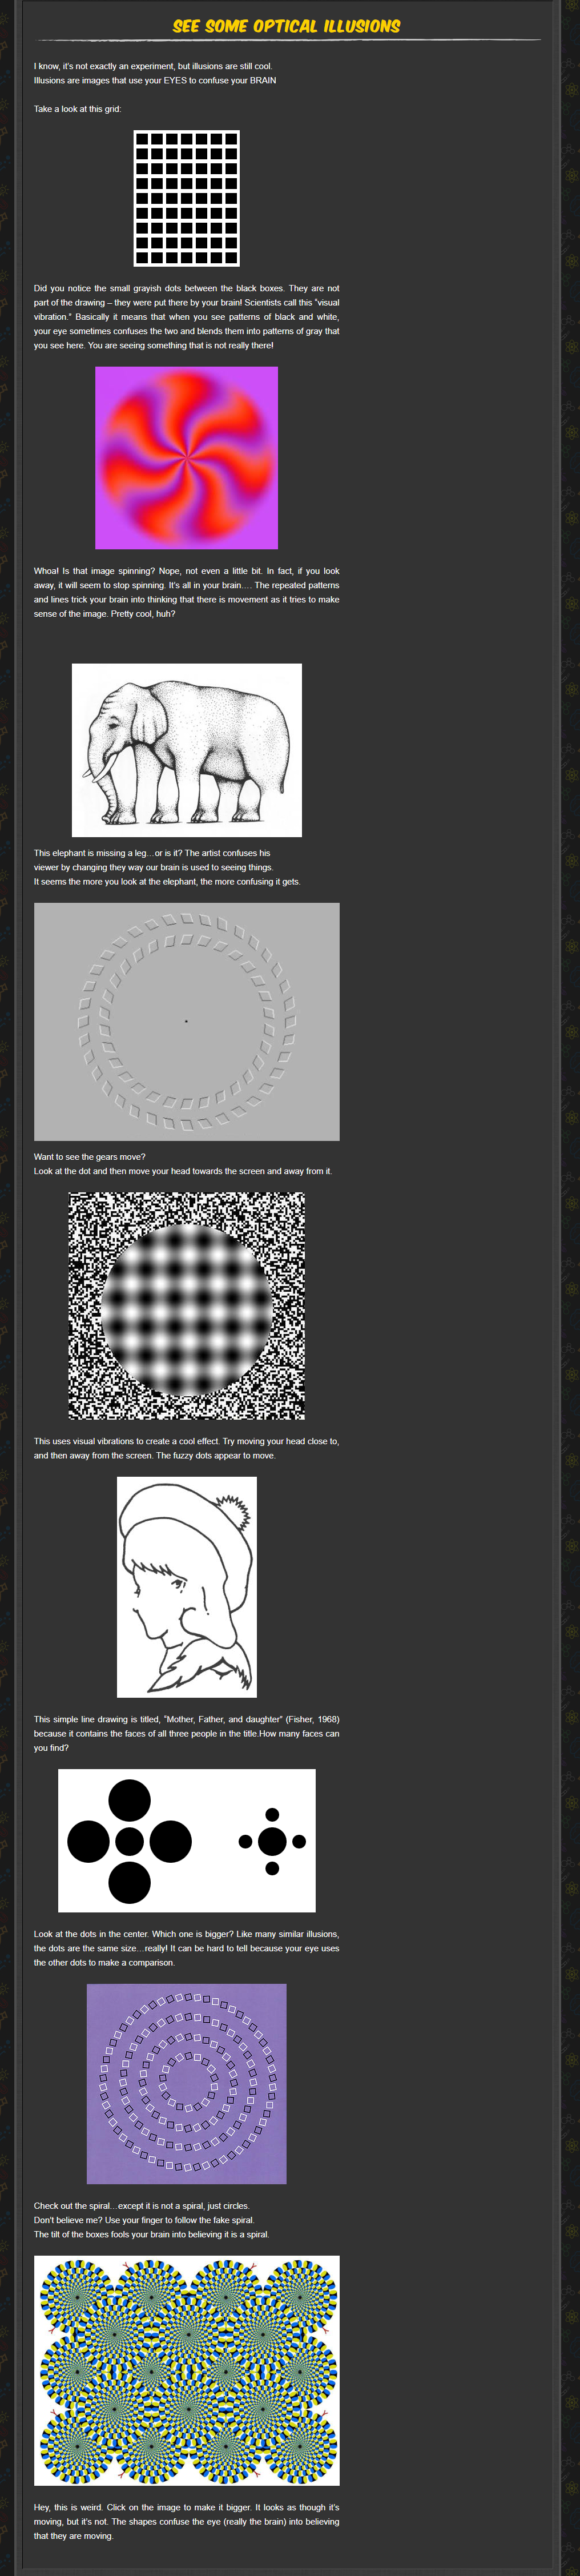 SEE SOME OPTICAL ILLUSIONS
I know, it's not exactly an experiment, but illusions are still cool.
Illusions are images that use your EYES to confuse your BRAIN
Take a look at this grid:
Did you notice the small grayish dots between the black boxes. They are not
part of the drawing – they were put there by your brain! Scientists call this "visual
vibration." Basically it means that when you see patterns of black and white,
your eye sometimes confuses the two and blends them into patterns of gray that
you see here. You are seeing something that is not really there!
Whoa! Is that image spinning? Nope, not even a little bit. In fact, if you look
away, it will seem to stop spinning. It's all in your brain…. The repeated patterns
and lines trick your brain into thinking that there is movement as it tries to make
sense of the image. Pretty cool, huh?
This elephant is missing a leg…or is it? The artist confuses his
viewer by changing they way our brain is used to seeing things.
It seems the more you look at the elephant, the more confusing it gets.
Want to see the gears move?
Look at the dot and then move your head towards the screen and away from it.
This uses visual vibrations to create a cool effect. Try moving your head close to,
and then away from the screen. The fuzzy dots appear to move.
This simple line drawing is titled, "Mother, Father, and daughter" (Fisher, 1968)
because it contains the faces of all three people in the title.How many faces can
you find?
Look at the dots in the center. Which one is bigger? Like many similar illusions,
the dots are the same size…really! It can be hard to tell because your eye uses
the other dots to make a comparison.
Check out the spiral…except it is not a spiral, just circles.
Don't believe me? Use your finger to follow the fake spiral.
The tilt of the boxes fools your brain into believing it is a spiral.
Hey, this is weird. Click on the image to make it bigger. It looks as though it's
moving, but it's not. The shapes confuse the eye (really the brain) into believing
that they are moving.